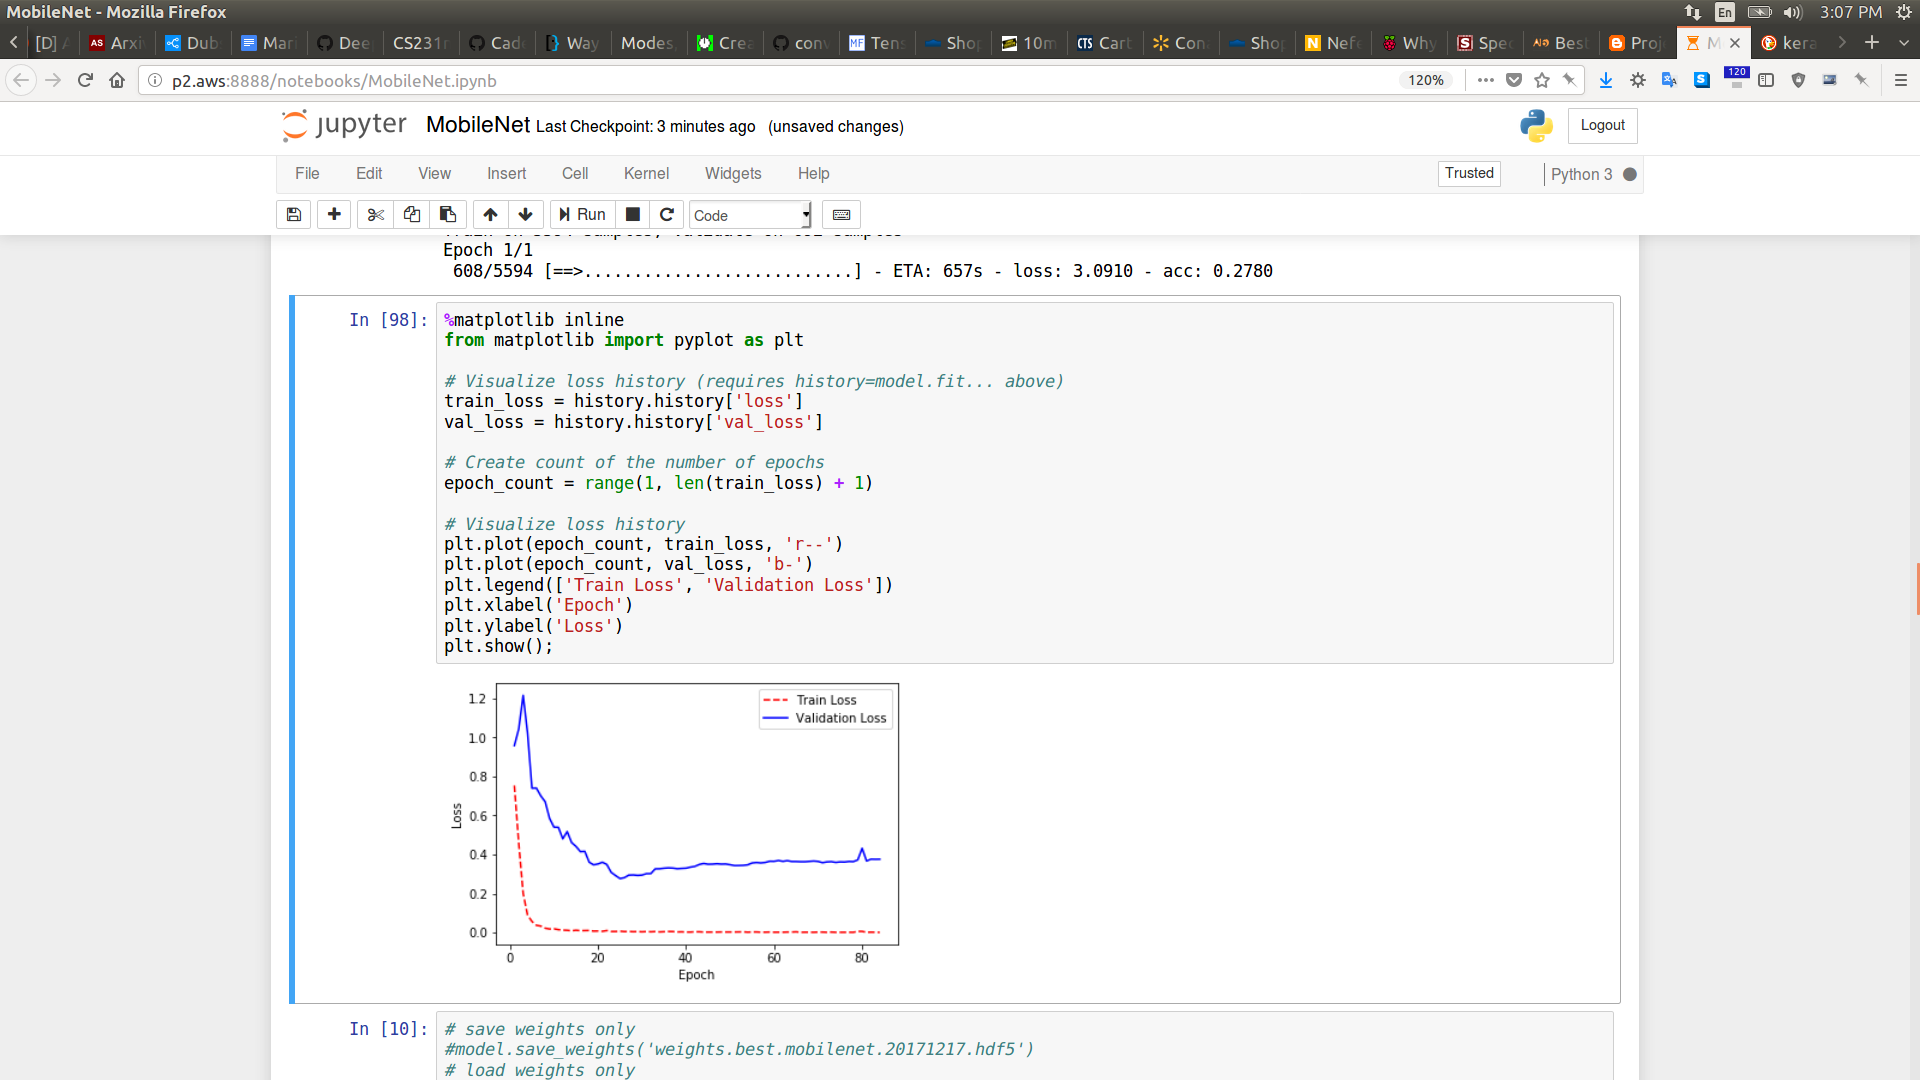 MobileNet - Mozilla Firefox
En
3:07 PM
[D]
AS Arxi
Dub
Mar
Dee
CS231
Cad
Way
Modes
Crea
con
MF Tens
Shop
10m
CTS Cart
Con
Shop
N Nef
Why
S Spec
Best
Proj
M
kera
p2.aws:8888/notebooks/MobileNet.ipynb
120%
120
jupyter MobileNet Last Checkpoint: 3 minutes ago (unsaved changes)
Logout
File Edit View Insert Cell Kernel Widgets Help
Trusted
Python 3
Run
Code
Epoch 1/1
608/5594 [==>...........................] - ETA: 657s - loss: 3.0910 - acc: 0.2780
In [98]:
%matplotlib inline
from matplotlib import pyplot as plt
# Visualize loss history (requires history=model.fit... above)
train_loss = history.history['loss']
val_loss = history.history['val_loss']
# Create count of the number of epochs
epoch_count = range(1, len(train_loss) + 1)
# Visualize loss history
plt.plot(epoch_count, train_loss, 'r--')
plt.plot(epoch_count, val_loss, 'b-')
plt.legend(['Train Loss', 'Validation Loss'])
plt.xlabel('Epoch')
plt.ylabel('Loss')
plt.show();
Train Loss
Validation Loss
1.2
1.0
0.8
0.6
0.4
0.2
0.0
Loss
0 20 40 60 80
Epoch
In [10]:
# save weights only
#model.save_weights('weights.best.mobilenet.20171217.hdf5')
# load weights only